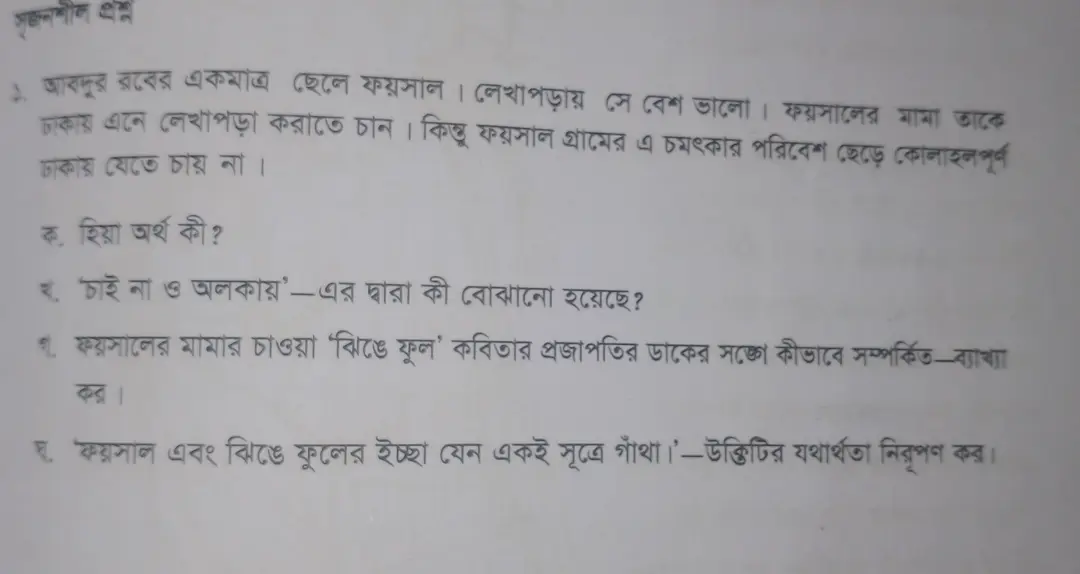 সৃজনশীল প্রশ্ন
১. আবদুর রবের একমাত্র ছেলে ফয়সাল । লেখাপড়ায় সে বেশ ভালো । ফয়সালের মামা তাকে
ঢাকায় এনে লেখাপড়া করাতে চান । কিন্তু ফয়সাল গ্রামের এ চমৎকার পরিবেশ ছেড়ে কোলাহলপূর্ণ
ঢাকায় যেতে চায় না ।
ক. হিয়া অর্থ কী?
খ. 'চাই না ও অলকায়'—এর দ্বারা কী বোঝানো হয়েছে?
গ. ফয়সালের মামার চাওয়া 'ঝিঙে ফুল' কবিতার প্রজাপতির ডাকের সঙ্গে কীভাবে সম্পর্কিত—ব্যাখ্যা
কর ।
ঘ. 'ফয়সাল এবং ঝিঙে ফুলের ইচ্ছা যেন একই সূত্রে গাঁথা।'—উক্তিটির যথার্থতা নিরূপণ কর।